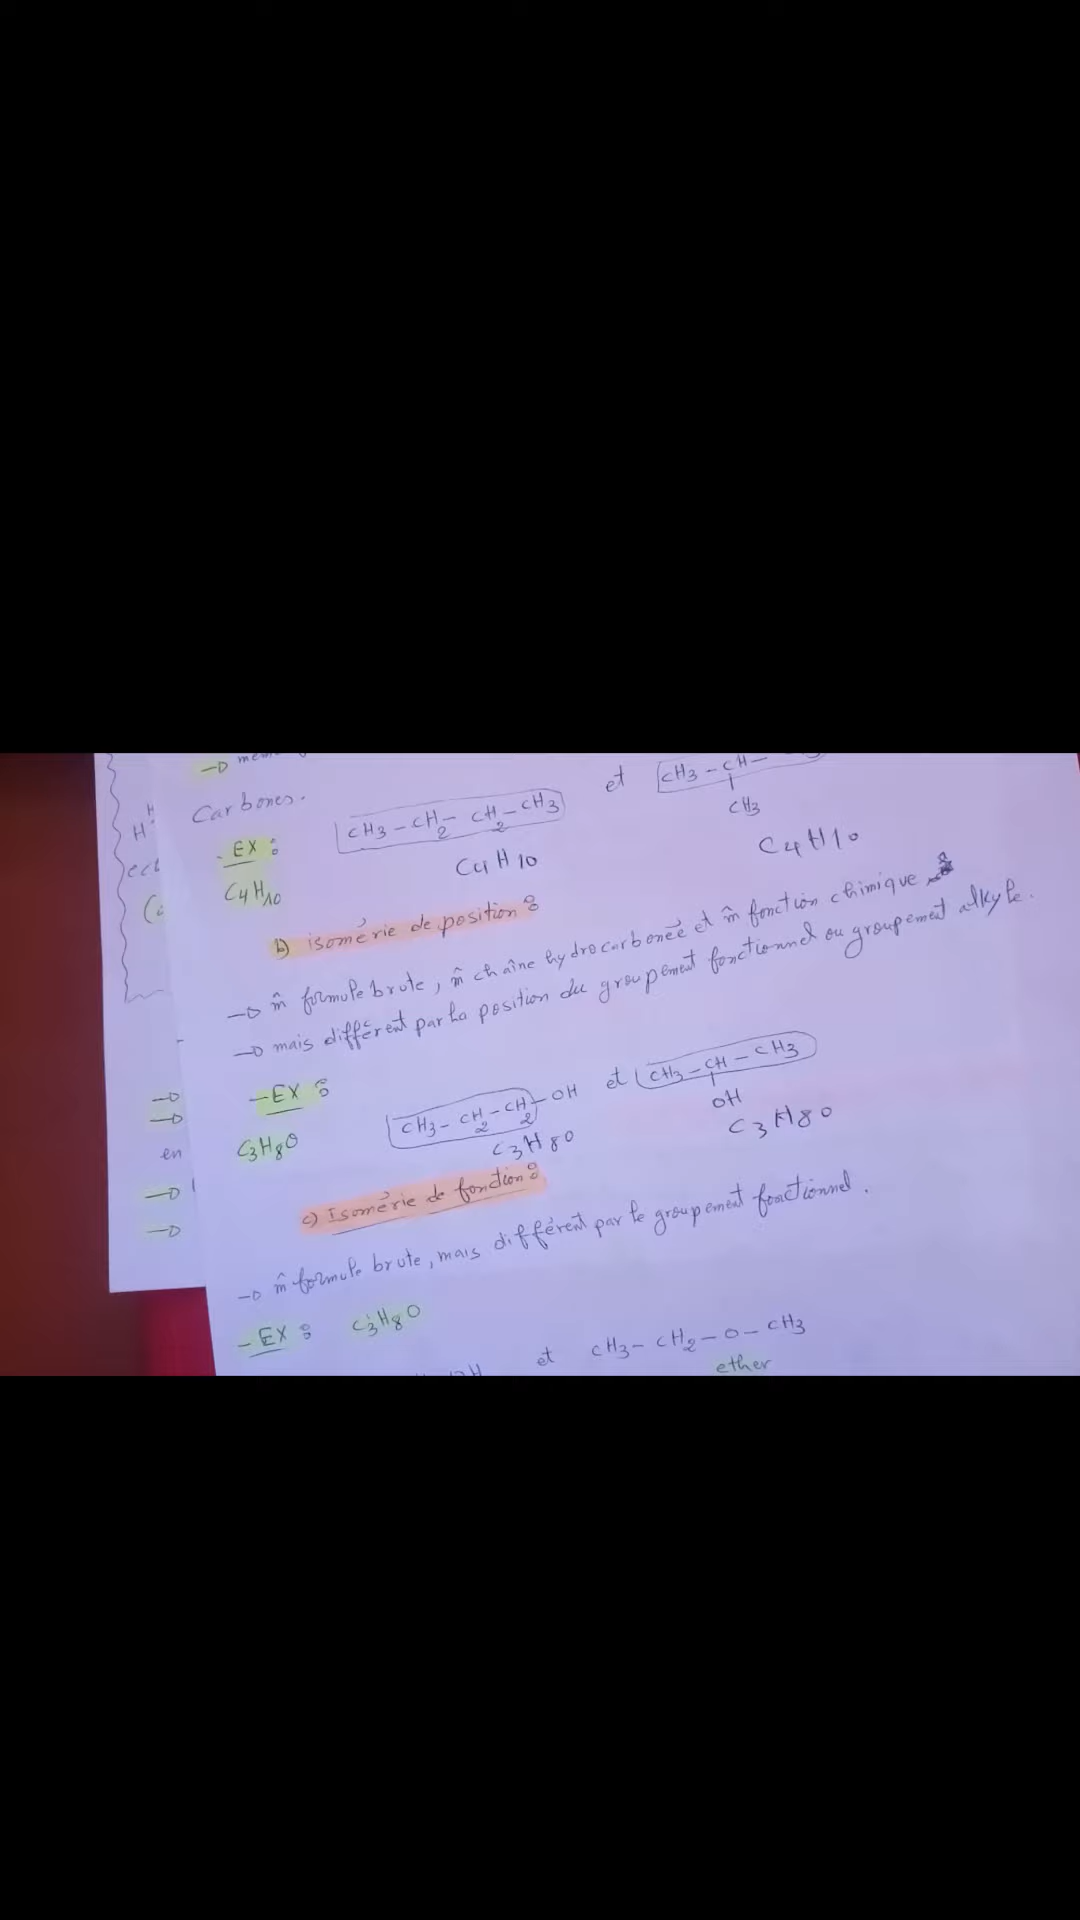 H
H
Carbones.
et CH3 - CH -
CH3
- EX :
CH3 - CH2 - CH2 - CH3
C4H10
C4H10
C4H10
b) isomérie de position :
→ m̂ formule brute, m̂ chaîne hydrocarboneé et m̂ fonction chimique
→ mais différent par la position du groupement fonctionnel ou groupement alkyle.
- EX :
CH3 - CH2 - CH2 - OH et CH3 - CH - CH3
OH
C3H8O
C3H8O
C3H8O
en
c) Isomérie de fonction :
→ m̂ formule brute, mais différent par le groupement fonctionnel.
- EX : C3H8O
et CH3 - CH2 - O - CH3
ether